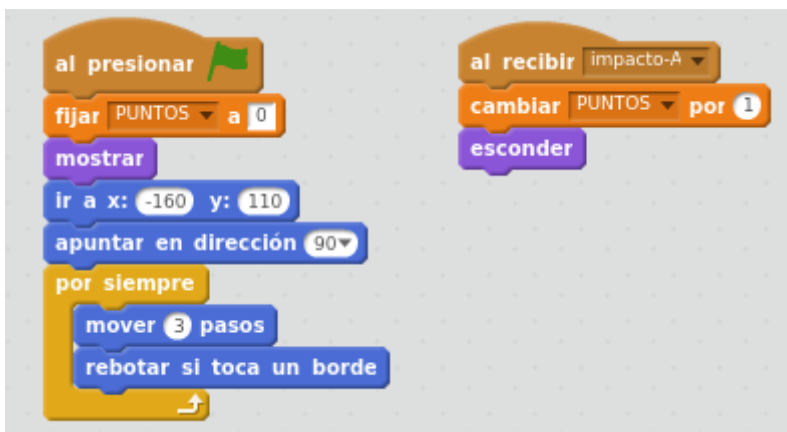 al presionar
fijar PUNTOS a 0
mostrar
ir a x: -160 y: 110
apuntar en dirección 90
por siempre
mover 3 pasos
rebotar si toca un borde
al recibir impacto-A
cambiar PUNTOS por 1
esconder